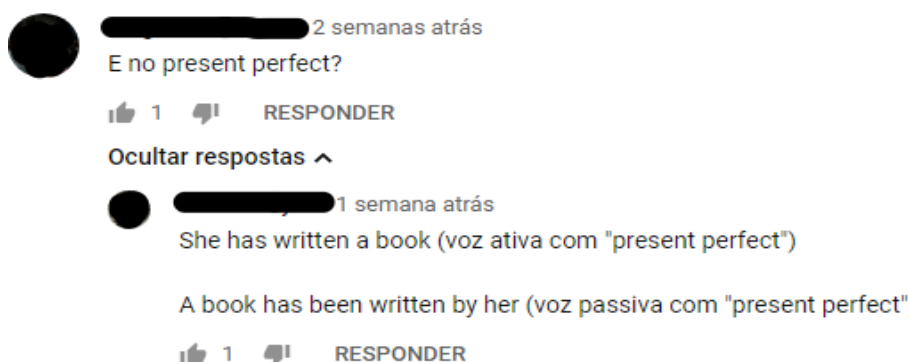 2 semanas atrás
E no present perfect?
1 RESPONDER
Ocultar respostas
1 semana atrás
She has written a book (voz ativa com "present perfect")
A book has been written by her (voz passiva com "present perfect"
1 RESPONDER